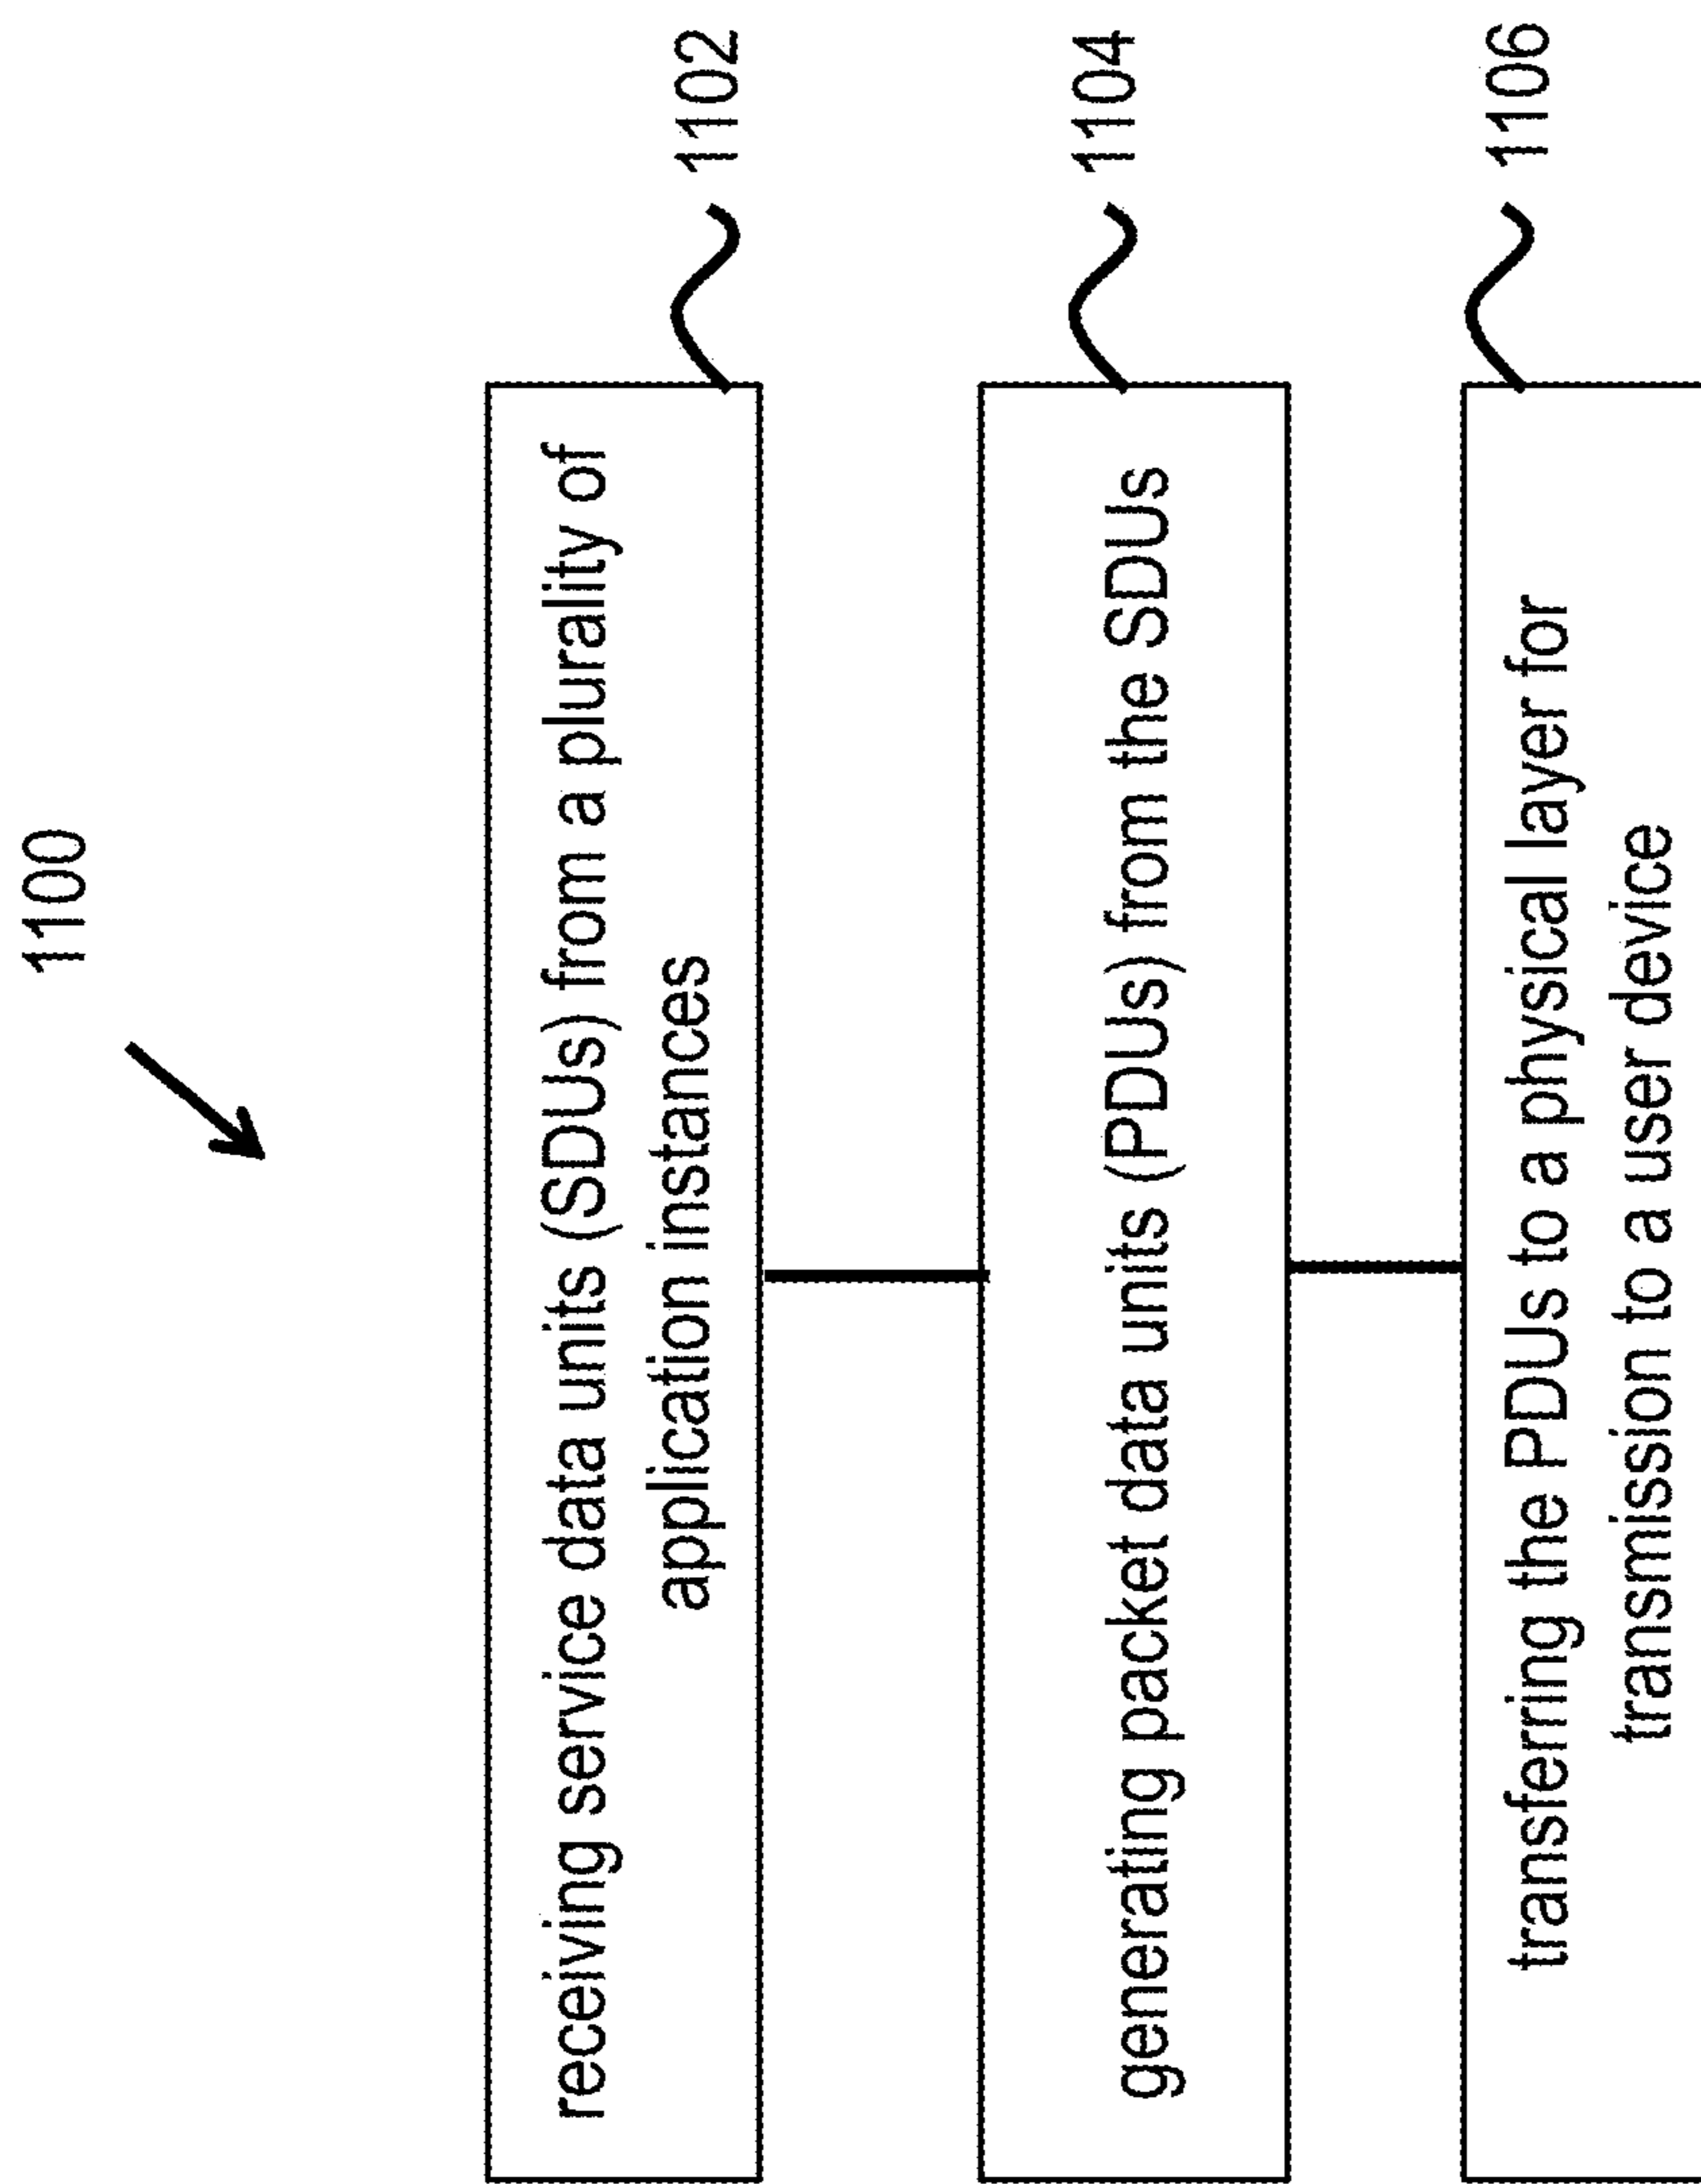 1100
receiving service data units (SDUs) from a plurality of
application instances
1102
generating packet data units (PDUs) from the SDUs
1104
transferring the PDUs to a physical layer for
transmission to a user device
1106